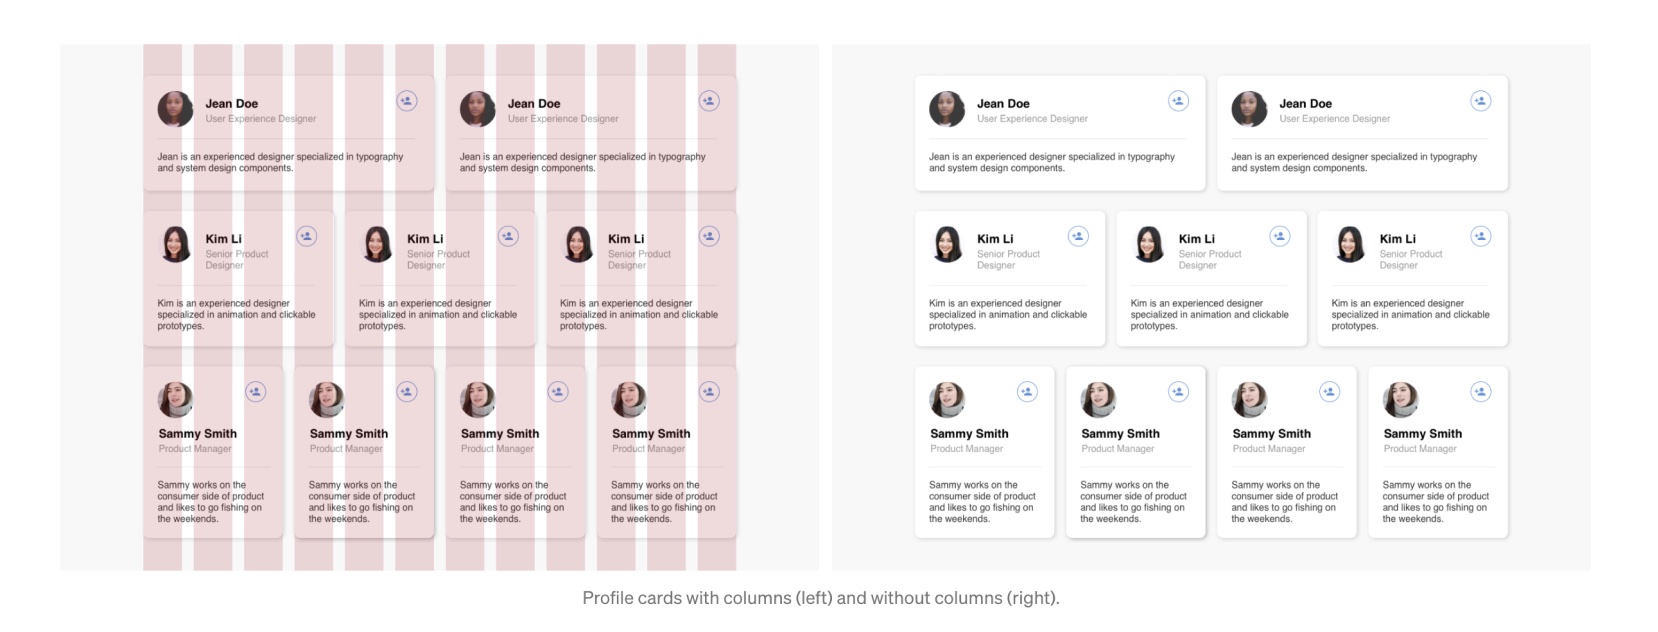 Jean Doe
User Experience Designer
Jean is an experienced designer specialized in typography
and system design components.
Jean Doe
User Experience Designer
Jean is an experienced designer specialized in typography
and system design components.
Kim Li
Senior Product
Designer
Kim is an experienced designer
specialized in animation and clickable
prototypes.
Kim Li
Senior Product
Designer
Kim is an experienced designer
specialized in animation and clickable
prototypes.
Kim Li
Senior Product
Designer
Kim is an experienced designer
specialized in animation and clickable
prototypes.
Sammy Smith
Product Manager
Sammy works on the
consumer side of product
and likes to go fishing on
the weekends.
Sammy Smith
Product Manager
Sammy works on the
consumer side of product
and likes to go fishing on
the weekends.
Sammy Smith
Product Manager
Sammy works on the
consumer side of product
and likes to go fishing on
the weekends.
Sammy Smith
Product Manager
Sammy works on the
consumer side of product
and likes to go fishing on
the weekends.
Jean Doe
User Experience Designer
Jean is an experienced designer specialized in typography
and system design components.
Jean Doe
User Experience Designer
Jean is an experienced designer specialized in typography
and system design components.
Kim Li
Senior Product
Designer
Kim is an experienced designer
specialized in animation and clickable
prototypes.
Kim Li
Senior Product
Designer
Kim is an experienced designer
specialized in animation and clickable
prototypes.
Kim Li
Senior Product
Designer
Kim is an experienced designer
specialized in animation and clickable
prototypes.
Sammy Smith
Product Manager
Sammy works on the
consumer side of product
and likes to go fishing on
the weekends.
Sammy Smith
Product Manager
Sammy works on the
consumer side of product
and likes to go fishing on
the weekends.
Sammy Smith
Product Manager
Sammy works on the
consumer side of product
and likes to go fishing on
the weekends.
Sammy Smith
Product Manager
Sammy works on the
consumer side of product
and likes to go fishing on
the weekends.
Profile cards with columns (left) and without columns (right).